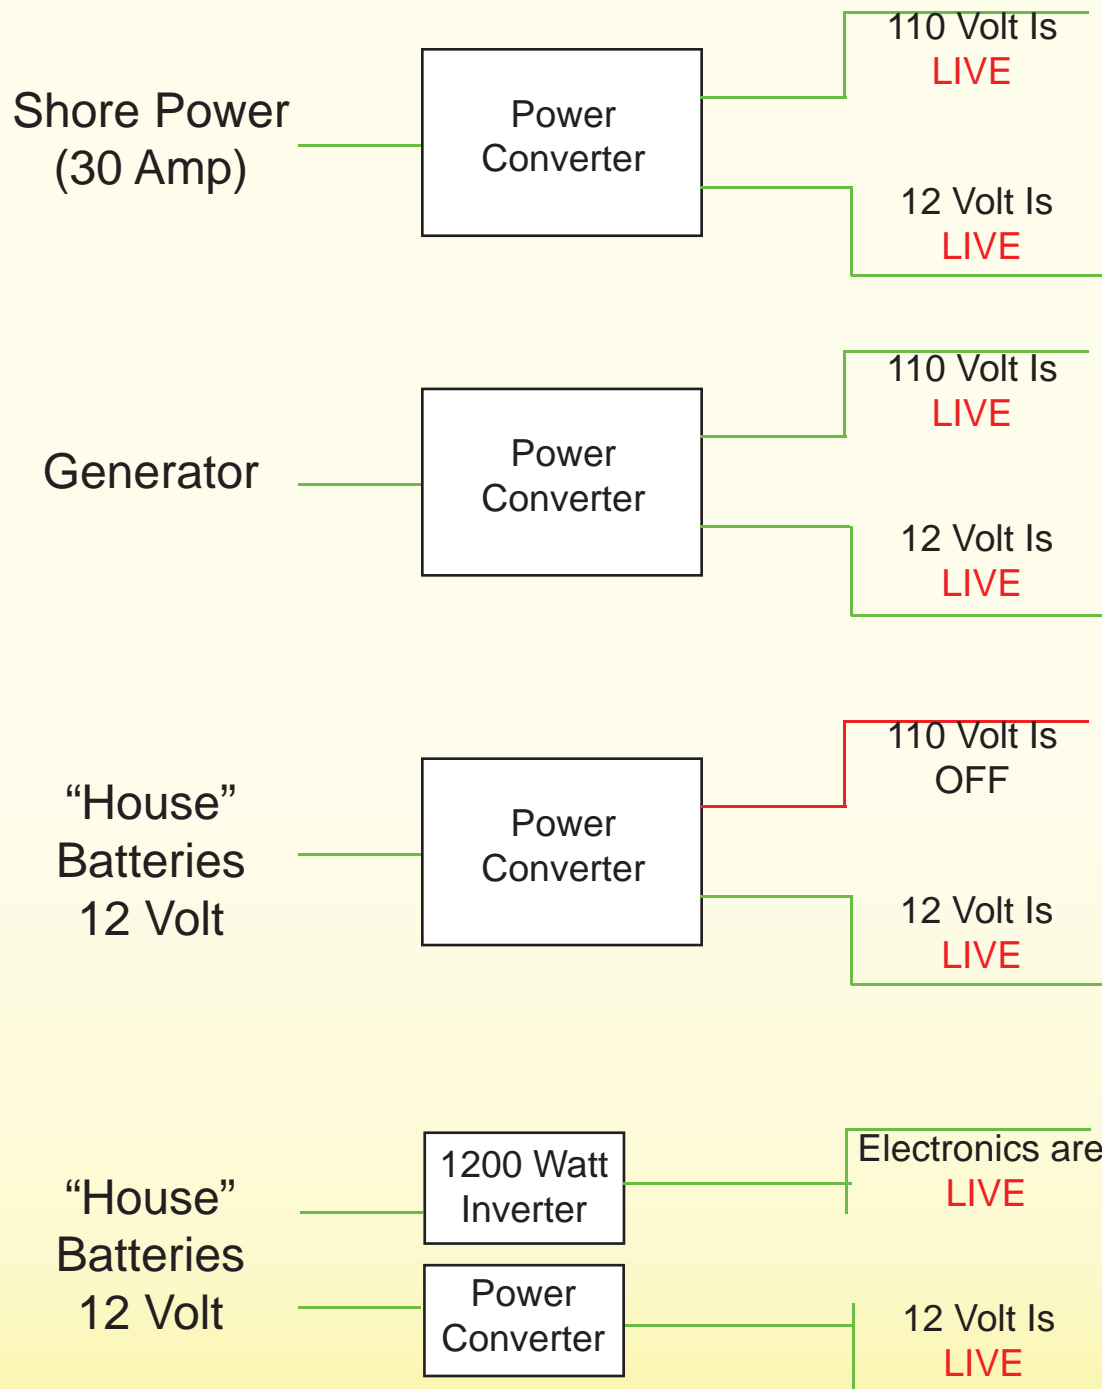 Shore Power
(30 Amp)
Power
Converter
110 Volt Is
LIVE
12 Volt Is
LIVE
Generator
Power
Converter
110 Volt Is
LIVE
12 Volt Is
LIVE
“House”
Batteries
12 Volt
Power
Converter
110 Volt Is
OFF
12 Volt Is
LIVE
“House”
Batteries
12 Volt
1200 Watt
Inverter
Electronics are
LIVE
Power
Converter
12 Volt Is
LIVE